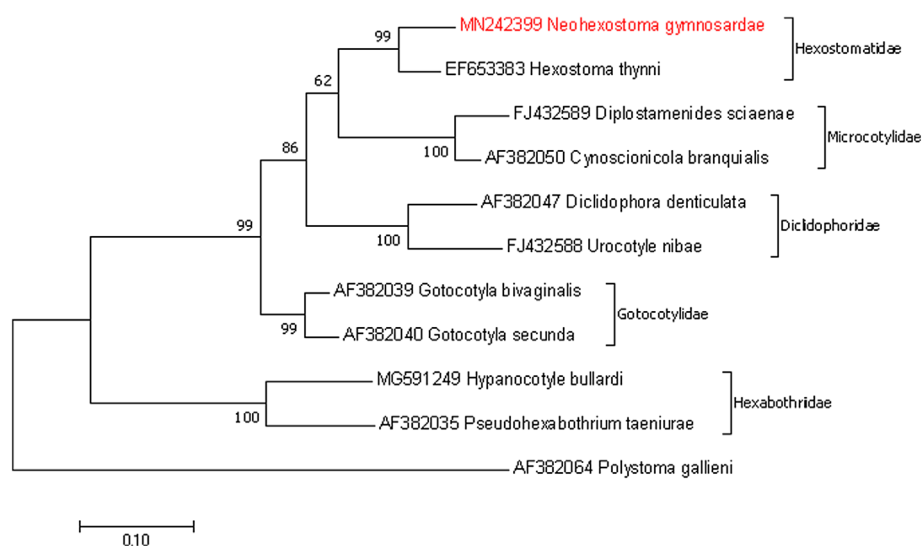 99
MN242399 Neohexostoma gymnosardae
Hexostomatidae
EF653383 Hexostoma thynni
62
FJ432589 Diplostamenides sciaenae
Microcotylidae
100
AF382050 Cynoscionicola branquialis
86
AF382047 Diclidophora denticulata
Diclidophoridae
100
FJ432588 Urocotyle nibae
99
AF382039 Gotocotyla bivaginalis
Gotocotylidae
99
AF382040 Gotocotyla secunda
MG591249 Hypanocotyle bullardi
Hexabothriidae
100
AF382035 Pseudohexabothrium taeniurae
AF382064 Polystoma gallieni
0.10